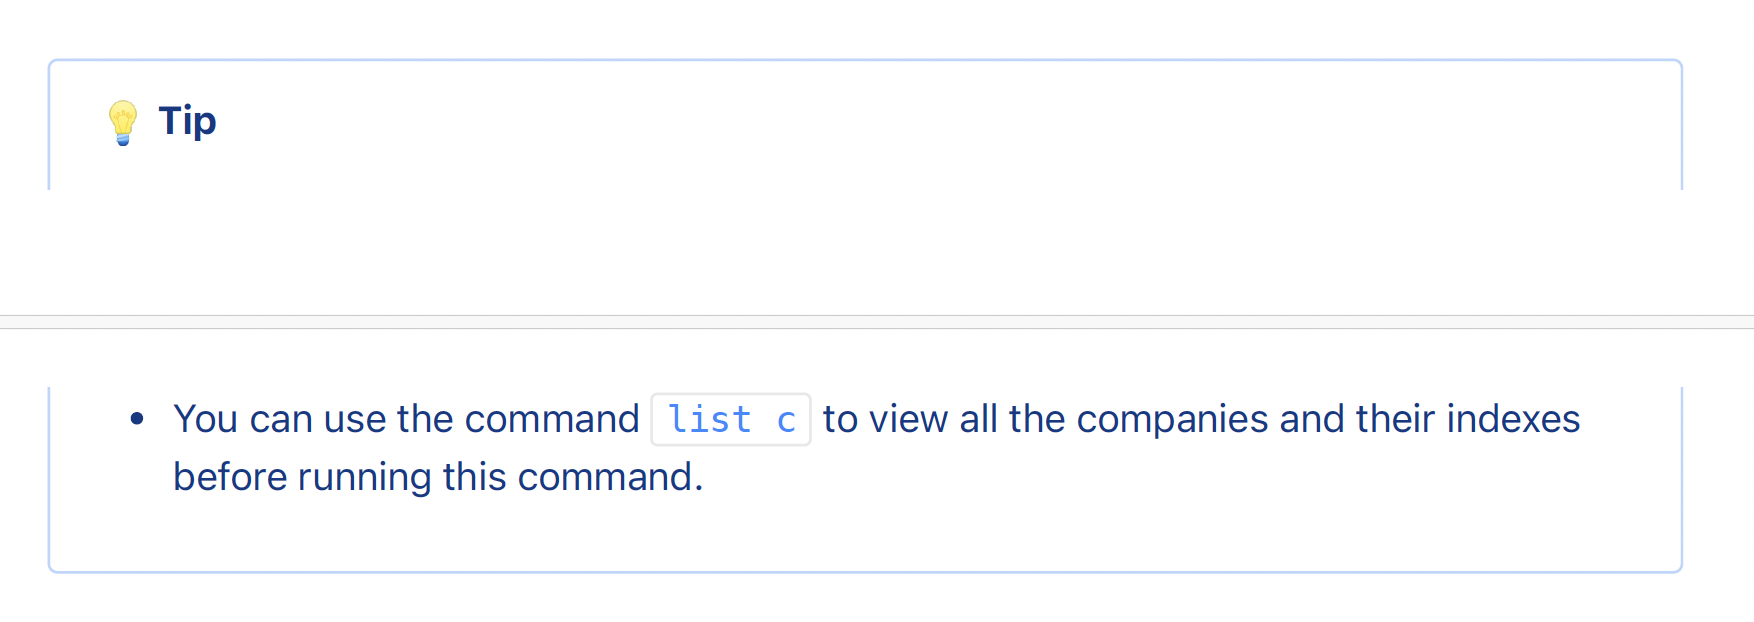 💡 Tip
• You can use the command list c to view all the companies and their indexes
before running this command.